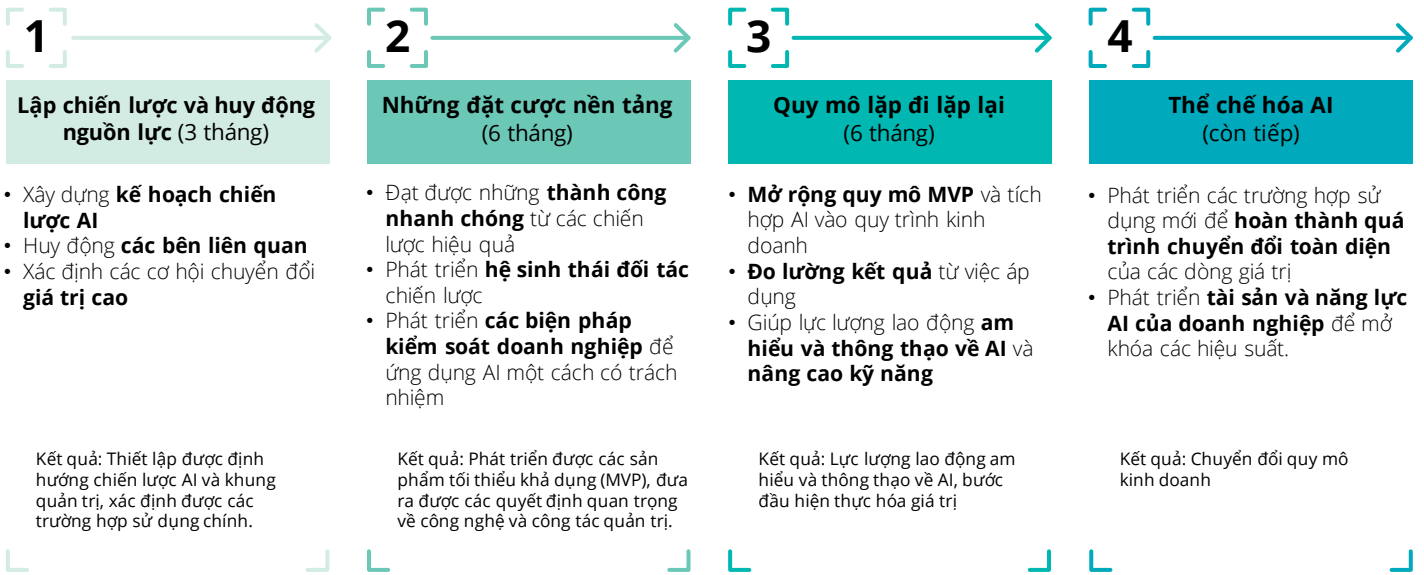 1
Lập chiến lược và huy động
nguồn lực (3 tháng)
• Xây dựng kế hoạch chiến
lược AI
• Huy động các bên liên quan
• Xác định các cơ hội chuyển đổi
giá trị cao
Kết quả: Thiết lập được định
hướng chiến lược AI và khung
quản trị, xác định được các
trường hợp sử dụng chính.
2
Những đặt cược nền tảng
(6 tháng)
• Đạt được những thành công
nhanh chóng từ các chiến
lược hiệu quả
• Phát triển hệ sinh thái đối tác
chiến lược
• Phát triển các biện pháp
kiểm soát doanh nghiệp để
ứng dụng AI một cách có trách
nhiệm
Kết quả: Phát triển được các sản
phẩm tối thiểu khả dụng (MVP), đưa
ra được các quyết định quan trọng
về công nghệ và công tác quản trị.
3
Quy mô lặp đi lặp lại
(6 tháng)
• Mở rộng quy mô MVP và tích
hợp AI vào quy trình kinh
doanh
• Đo lường kết quả từ việc áp
dụng
• Giúp lực lượng lao động am
hiểu và thông thạo về AI và
nâng cao kỹ năng
Kết quả: Lực lượng lao động am
hiểu và thông thạo về AI, bước
đầu hiện thực hóa giá trị
4
Thể chế hóa AI
(còn tiếp)
• Phát triển các trường hợp sử
dụng mới để hoàn thành quá
trình chuyển đổi toàn diện
của các dòng giá trị
• Phát triển tài sản và năng lực
AI của doanh nghiệp để mở
khóa các hiệu suất.
Kết quả: Chuyển đổi quy mô
kinh doanh